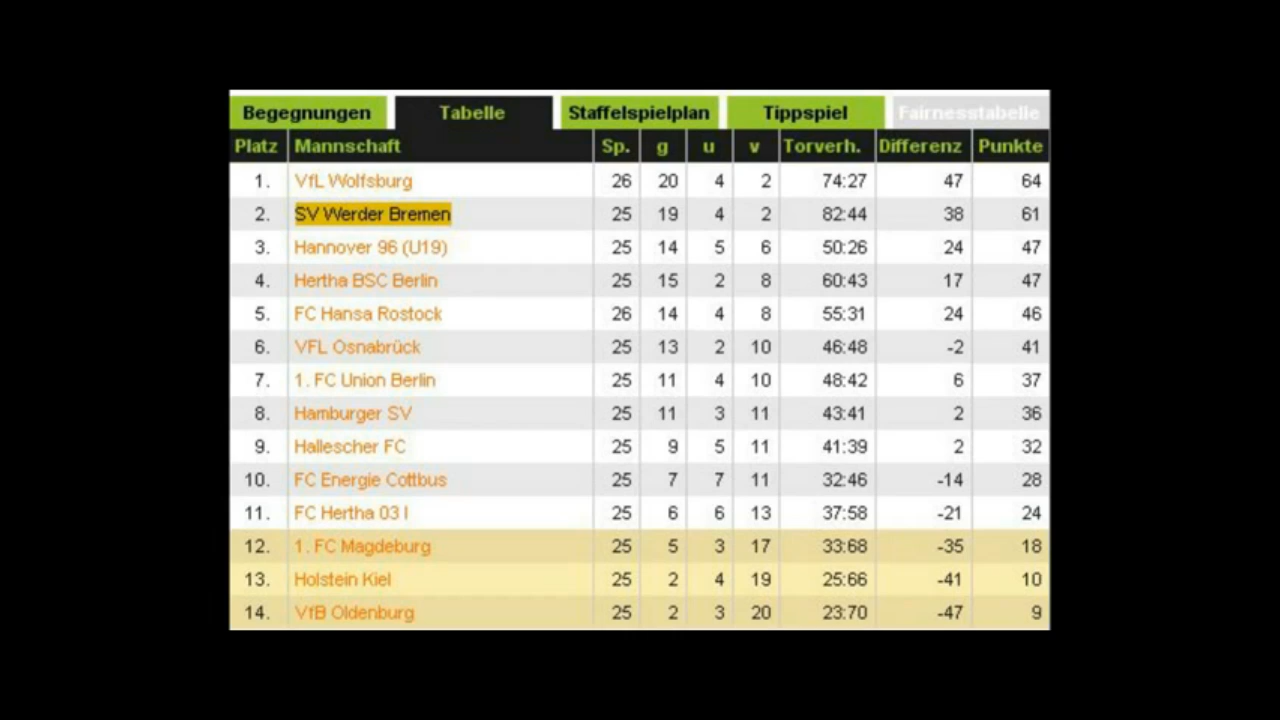 Begegnungen Tabelle Staffelspielplan Tippspiel Fairnesstabelle
Platz Mannschaft Sp. g u v Torverh. Differenz Punkte
1. VfL Wolfsburg 26 20 4 2 74:27 47 64
2. SV Werder Bremen 25 19 4 2 82:44 38 61
3. Hannover 96 (U19) 25 14 5 6 50:26 24 47
4. Hertha BSC Berlin 25 15 2 8 60:43 17 47
5. FC Hansa Rostock 26 14 4 8 55:31 24 46
6. VFL Osnabrück 25 13 2 10 46:48 -2 41
7. 1. FC Union Berlin 25 11 4 10 48:42 6 37
8. Hamburger SV 25 11 3 11 43:41 2 36
9. Hallescher FC 25 9 5 11 41:39 2 32
10. FC Energie Cottbus 25 7 7 11 32:46 -14 28
11. FC Hertha 03 I 25 6 6 13 37:58 -21 24
12. 1. FC Magdeburg 25 5 3 17 33:68 -35 18
13. Holstein Kiel 25 2 4 19 25:66 -41 10
14. VfB Oldenburg 25 2 3 20 23:70 -47 9